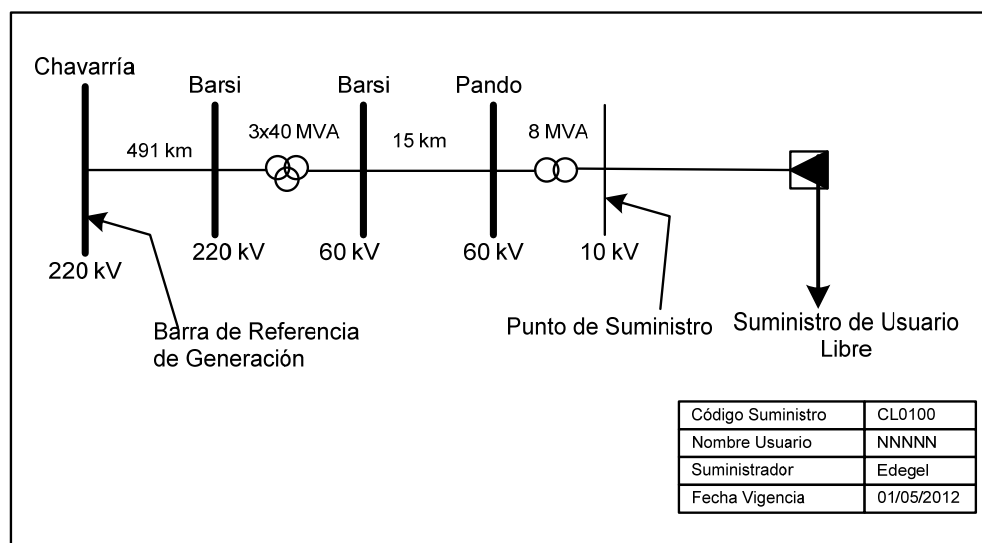 Chavarría
Barsi
Barsi
Pando
3x40 MVA
8 MVA
491 km
15 km
220 kV
220 kV
60 kV
60 kV
10 kV
Barra de Referencia
de Generación
Punto de Suministro
Suministro de Usuario
Libre
Código Suministro CL0100
Nombre Usuario NNNNN
Suministrador Edegel
Fecha Vigencia 01/05/2012